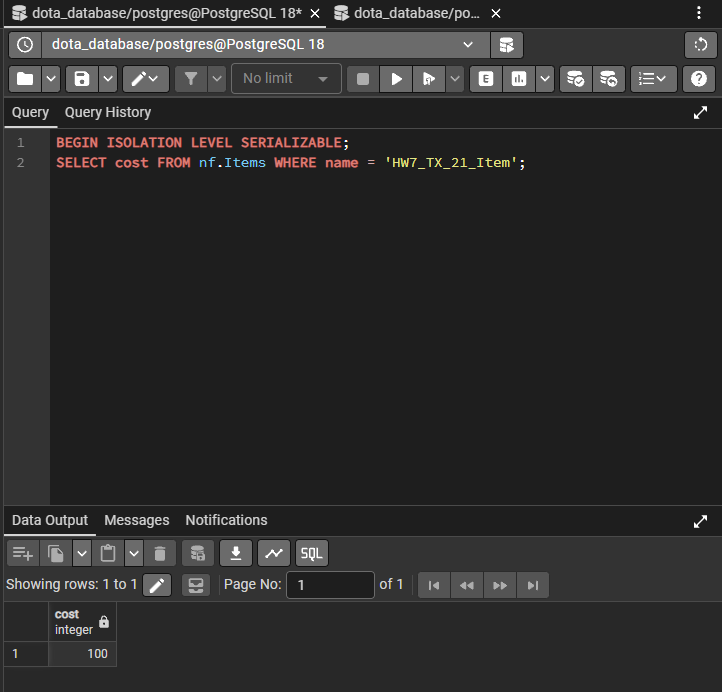 dota_database/postgres@PostgreSQL 18* dota_database/po...
dota_database/postgres@PostgreSQL 18
No limit
E
Query Query History
1 BEGIN ISOLATION LEVEL SERIALIZABLE;
2 SELECT cost FROM nf.Items WHERE name = 'HW7_TX_21_Item';
Data Output Messages Notifications
SQL
Showing rows: 1 to 1 Page No: 1 of 1
cost
integer
1 100